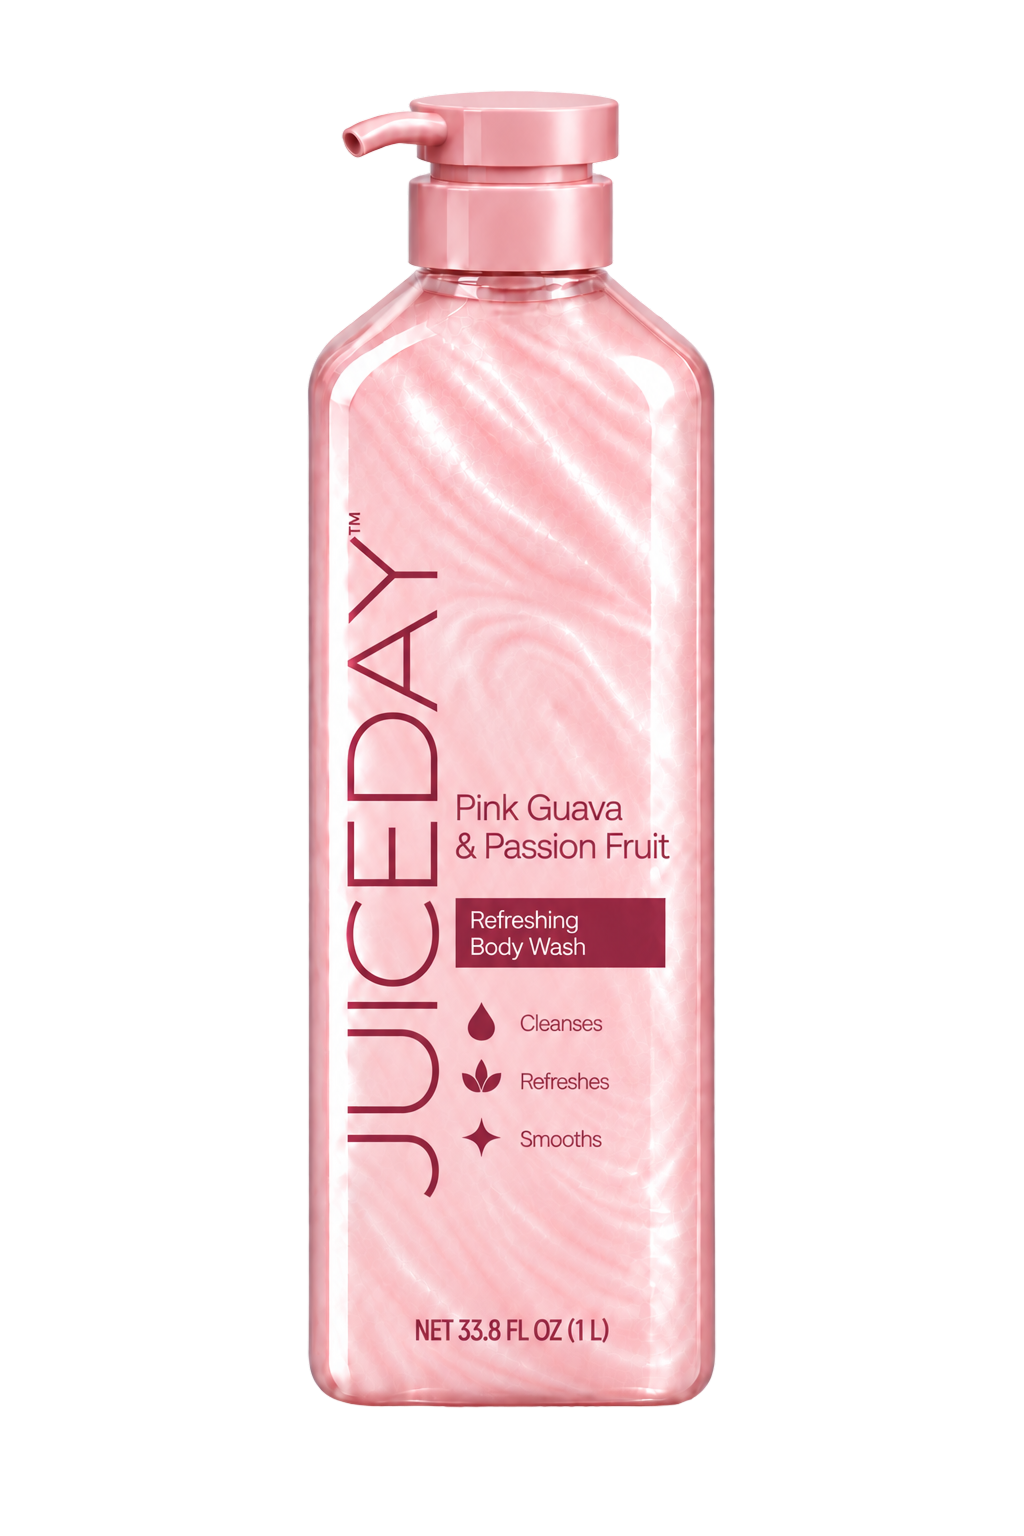 JUICEDAY™
Pink Guava
& Passion Fruit
Refreshing
Body Wash
Cleanses
Refreshes
Smooths
NET 33.8 FL OZ (1 L)